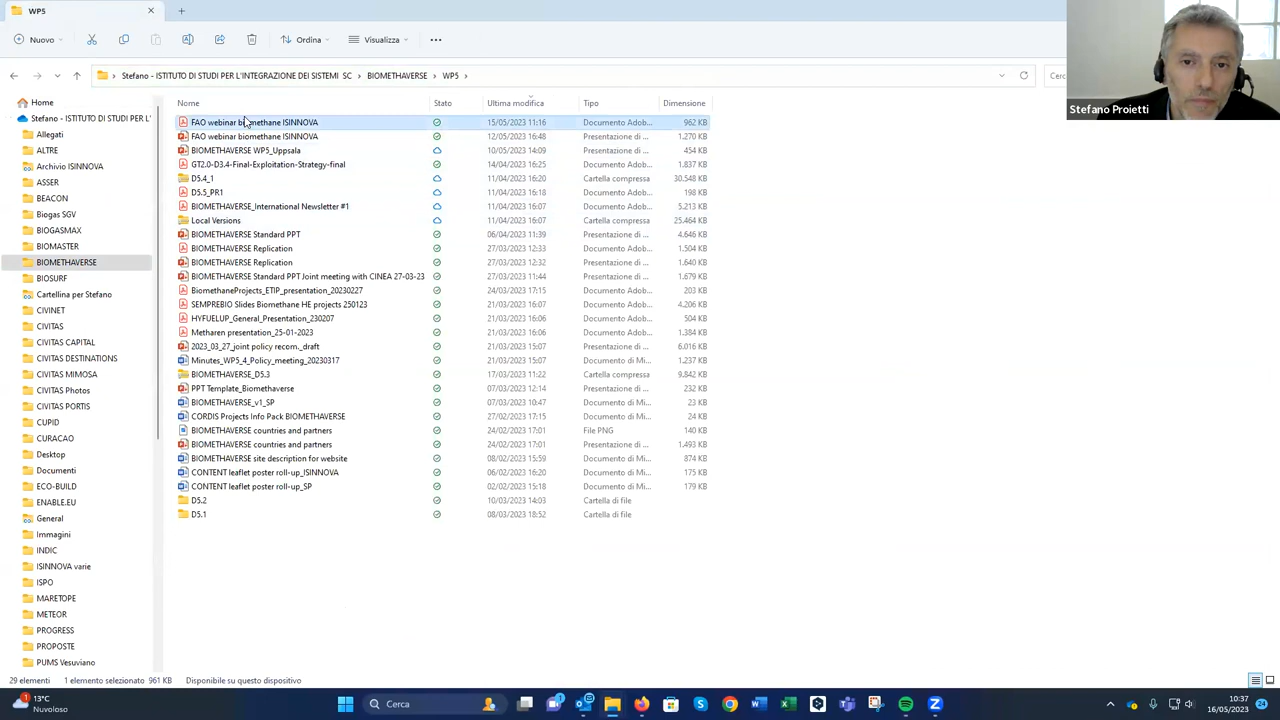 WP5
Nuovo
Ordina
Visualizza
Stefano - ISTITUTO DI STUDI PER L'INTEGRAZIONE DEI SISTEMI SC > BIOMETHAVERSE > WP5 >
Cerc
Stefano Proietti
Nome Stato Ultima modifica Tipo Dimensione
FAO webinar biomethane ISINNOVA 15/05/2023 11:16 Documento Adob... 962 KB
FAO webinar biomethane ISINNOVA 12/05/2023 16:48 Presentazione di ... 1.270 KB
BIOMETHAVERSE WP5_Uppsala 10/05/2023 14:09 Presentazione di ... 454 KB
GT2.0-D3.4-Final-Exploitation-Strategy-final 14/04/2023 16:25 Documento Adob... 1.837 KB
D5.4_1 11/04/2023 16:20 Cartella compressa 30.548 KB
D5.5_PR1 11/04/2023 16:18 Documento Adob... 198 KB
BIOMETHAVERSE_International Newsletter #1 11/04/2023 16:07 Documento Adob... 5.213 KB
Local Versions 11/04/2023 16:07 Cartella compressa 25.464 KB
BIOMETHAVERSE Standard PPT 06/04/2023 11:39 Presentazione di ... 4.646 KB
BIOMETHAVERSE Replication 27/03/2023 12:33 Documento Adob... 1.504 KB
BIOMETHAVERSE Replication 27/03/2023 12:32 Presentazione di ... 1.640 KB
BIOMETHAVERSE Standard PPT Joint meeting with CINEA 27-03-23 27/03/2023 11:44 Presentazione di ... 1.679 KB
BiomethaneProjects_ETIP_presentation_20230227 24/03/2023 17:15 Documento Adob... 203 KB
SEMPREBIO Slides Biomethane HE projects 250123 21/03/2023 16:07 Documento Adob... 4.206 KB
HYFUELUP_General_Presentation_230207 21/03/2023 16:06 Documento Adob... 504 KB
Metharen presentation_25-01-2023 21/03/2023 16:06 Documento Adob... 1.384 KB
2023_03_27_joint policy recom._draft 21/03/2023 15:07 Presentazione di ... 6.016 KB
Minutes_WP5_4_Policy_meeting_20230317 21/03/2023 15:07 Documento di Mi... 1.237 KB
BIOMETHAVERSE_D5.3 17/03/2023 11:22 Cartella compressa 9.842 KB
PPT Template_Biomethaverse 07/03/2023 12:14 Presentazione di ... 232 KB
BIOMETHAVERSE_v1_SP 07/03/2023 10:47 Documento di Mi... 23 KB
CORDIS Projects Info Pack BIOMETHAVERSE 27/02/2023 17:15 Documento di Mi... 24 KB
BIOMETHAVERSE countries and partners 24/02/2023 17:01 File PNG 140 KB
BIOMETHAVERSE countries and partners 24/02/2023 17:01 Presentazione di ... 1.493 KB
BIOMETHAVERSE site description for website 08/02/2023 15:59 Documento di Mi... 874 KB
CONTENT leaflet poster roll-up_ISINNOVA 06/02/2023 16:20 Documento di Mi... 175 KB
CONTENT leaflet poster roll-up_SP 02/02/2023 15:18 Documento di Mi... 179 KB
D5.2 10/03/2023 14:03 Cartella di file
D5.1 08/03/2023 18:52 Cartella di file
Home
Stefano - ISTITUTO DI STUDI PER L'
Allegati
ALTRE
Archivio ISINNOVA
ASSER
BEACON
Biogas SGV
BIOGASMAX
BIOMASTER
BIOMETHAVERSE
BIOSURF
Cartellina per Stefano
CIVINET
CIVITAS
CIVITAS CAPITAL
CIVITAS DESTINATIONS
CIVITAS MIMOSA
CIVITAS Photos
CIVITAS PORTIS
CUPID
CURACAO
Desktop
Documenti
ECO-BUILD
ENABLE.EU
General
Immagini
INDIC
ISINNOVA varie
ISPO
MARETOPE
METEOR
PROGRESS
PROPOSTE
PUMS Vesuviano
29 elementi 1 elemento selezionato 961 KB Disponibile su questo dispositivo
13°C
Nuvoloso
Cerca
10:37
16/05/2023